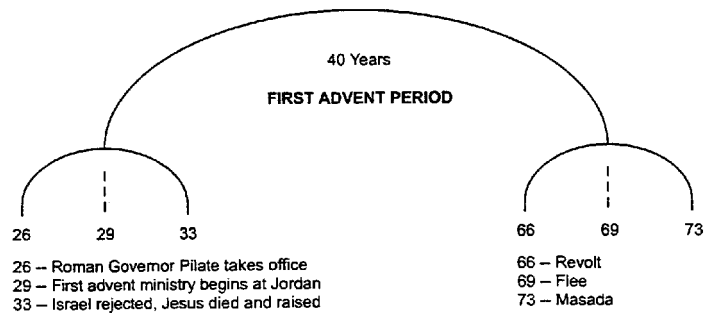 40 Years
FIRST ADVENT PERIOD
26 29 33 66 69 73
26 – Roman Governor Pilate takes office
29 – First advent ministry begins at Jordan
33 – Israel rejected, Jesus died and raised
66 – Revolt
69 – Flee
73 – Masada